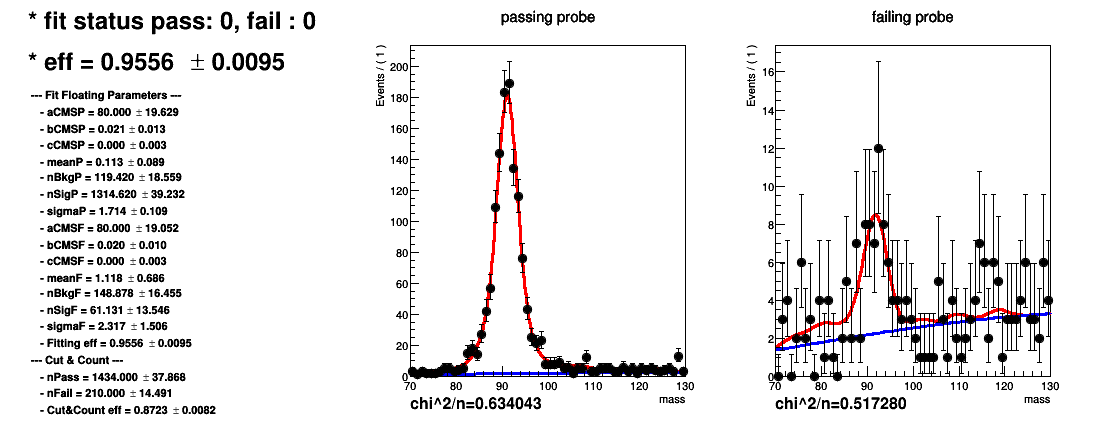 * fit status pass: 0, fail : 0
* eff = 0.9556 ± 0.0095
--- Fit Floating Parameters ---
- aCMSP = 80.000 ± 19.629
- bCMSP = 0.021 ± 0.013
- cCMSP = 0.000 ± 0.003
- meanP = 0.113 ± 0.089
- nBkgP = 119.420 ± 18.559
- nSigP = 1314.620 ± 39.232
- sigmaP = 1.714 ± 0.109
- aCMSF = 80.000 ± 19.052
- bCMSF = 0.020 ± 0.010
- cCMSF = 0.000 ± 0.003
- meanF = 1.118 ± 0.686
- nBkgF = 148.878 ± 16.455
- nSigF = 61.131 ± 13.546
- sigmaF = 2.317 ± 1.506
- Fitting eff = 0.9556 ± 0.0095
--- Cut & Count ---
- nPass = 1434.000 ± 37.868
- nFail = 210.000 ± 14.491
- Cut&Count eff = 0.8723 ± 0.0082
passing probe
Events / ( 1 )
200
180
160
140
120
100
80
60
40
20
0
70 80 90 100 110 120 130
mass
chi^2/n=0.634043
failing probe
Events / ( 1 )
16
14
12
10
8
6
4
2
0
70 80 90 100 110 120 130
mass
chi^2/n=0.517280